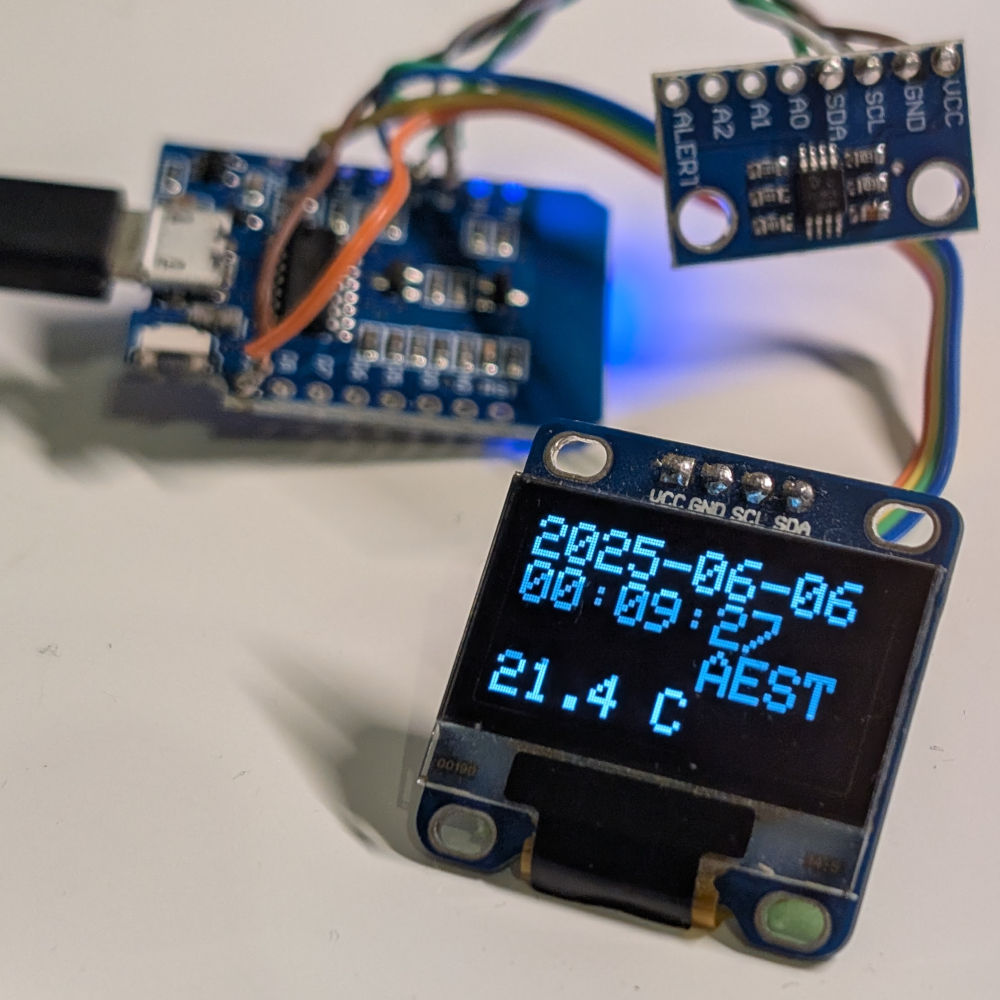 ALERT A2 A1 A0 SDA SCL GND VCC
VCC GND SCL SDA
2025-06-06
00:09:27
AEST
21.4 C